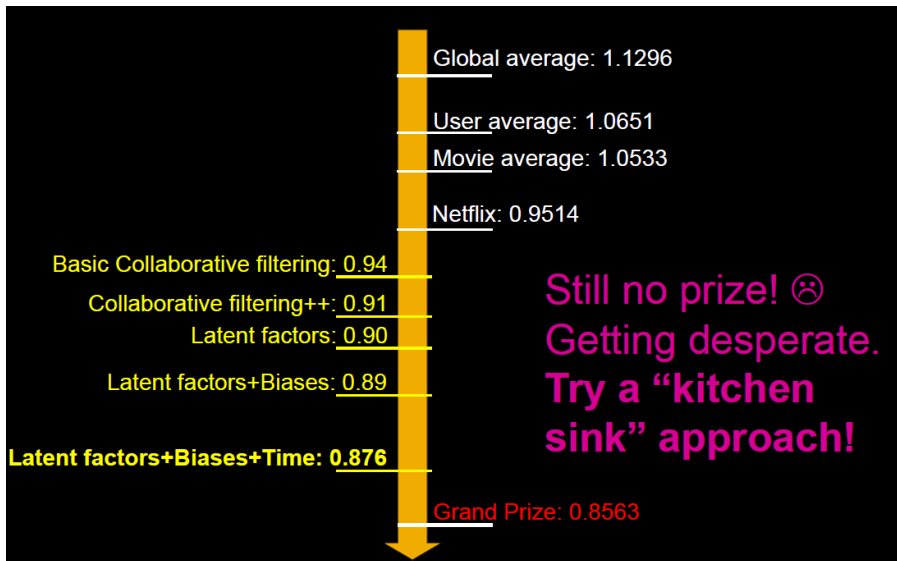 Global average: 1.1296
User average: 1.0651
Movie average: 1.0533
Netflix: 0.9514
Basic Collaborative filtering: 0.94
Collaborative filtering++: 0.91
Latent factors: 0.90
Latent factors+Biases: 0.89
Latent factors+Biases+Time: 0.876
Grand Prize: 0.8563
Still no prize! ☹
Getting desperate.
Try a “kitchen
sink” approach!